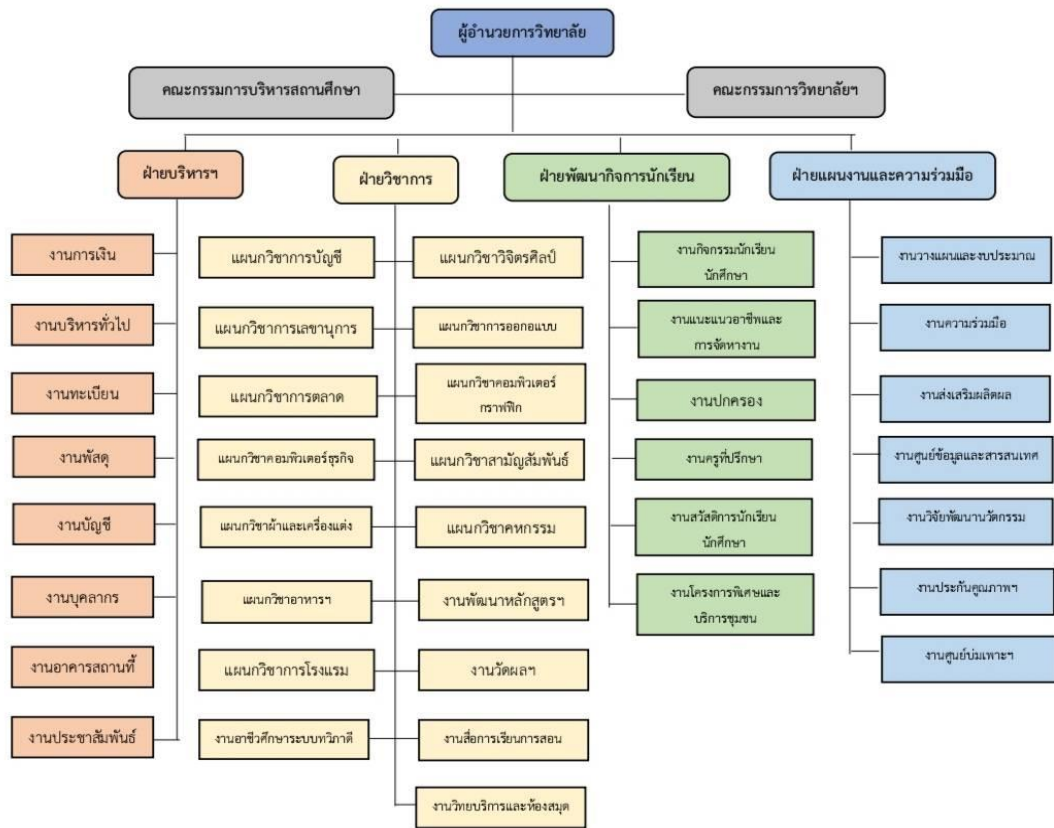 ผู้อำนวยการวิทยาลัย
คณะกรรมการบริหารสถานศึกษา
คณะกรรมการวิทยาลัยฯ
ฝ่ายบริหารฯ
ฝ่ายวิชาการ
ฝ่ายพัฒนากิจการนักเรียน
ฝ่ายแผนงานและความร่วมมือ
งานการเงิน
งานบริหารทั่วไป
งานทะเบียน
งานพัสดุ
งานบัญชี
งานบุคลากร
งานอาคารสถานที่
งานประชาสัมพันธ์
แผนกวิชาการบัญชี
แผนกวิชาการเลขานุการ
แผนกวิชาการตลาด
แผนกวิชาคอมพิวเตอร์ธุรกิจ
แผนกวิชาผ้าและเครื่องแต่ง
แผนกวิชาอาหารฯ
แผนกวิชาการโรงแรม
งานอาชีวศึกษาระบบทวิภาคี
แผนกวิชาวิจิตรศิลป์
แผนกวิชาการออกอแบบ
แผนกวิชาคอมพิวเตอร์
กราฟฟิก
แผนกวิชาสามัญสัมพันธ์
แผนกวิชาคหกรรม
งานพัฒนาหลักสูตรฯ
งานวัดผลฯ
งานสื่อการเรียนการสอน
งานวิทยบริการและห้องสมุด
งานกิจกรรมนักเรียน
นักศึกษา
งานแนะแนวอาชีพและ
การจัดหางาน
งานปกครอง
งานครูที่ปรึกษา
งานสวัสดิการนักเรียน
นักศึกษา
งานโครงการพิเศษและ
บริการชุมชน
งานวางแผนและงบประมาณ
งานความร่วมมือ
งานส่งเสริมผลิตผล
งานศูนย์ข้อมูลและสารสนเทศ
งานวิจัยพัฒนานวัตกรรม
งานประกันคุณภาพฯ
งานศูนย์บ่มเพาะฯ